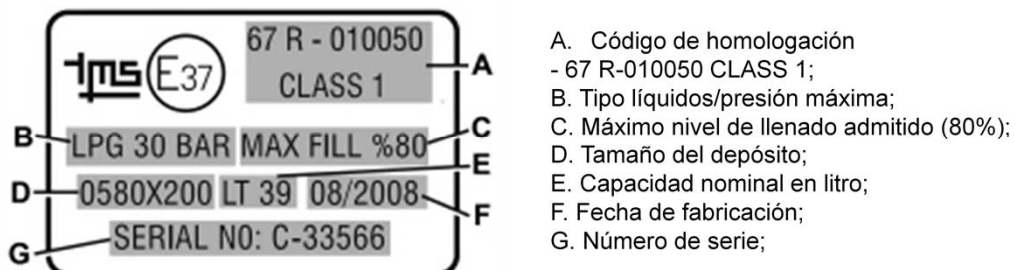 67 R - 010050
CLASS 1
tms E37
A
B LPG 30 BAR MAX FILL %80 C
E
D 0580X200 LT 39 08/2008
F
G SERIAL N0: C-33566
A. Código de homologación
- 67 R-010050 CLASS 1;
B. Tipo líquidos/presión máxima;
C. Máximo nivel de llenado admitido (80%);
D. Tamaño del depósito;
E. Capacidad nominal en litro;
F. Fecha de fabricación;
G. Número de serie;